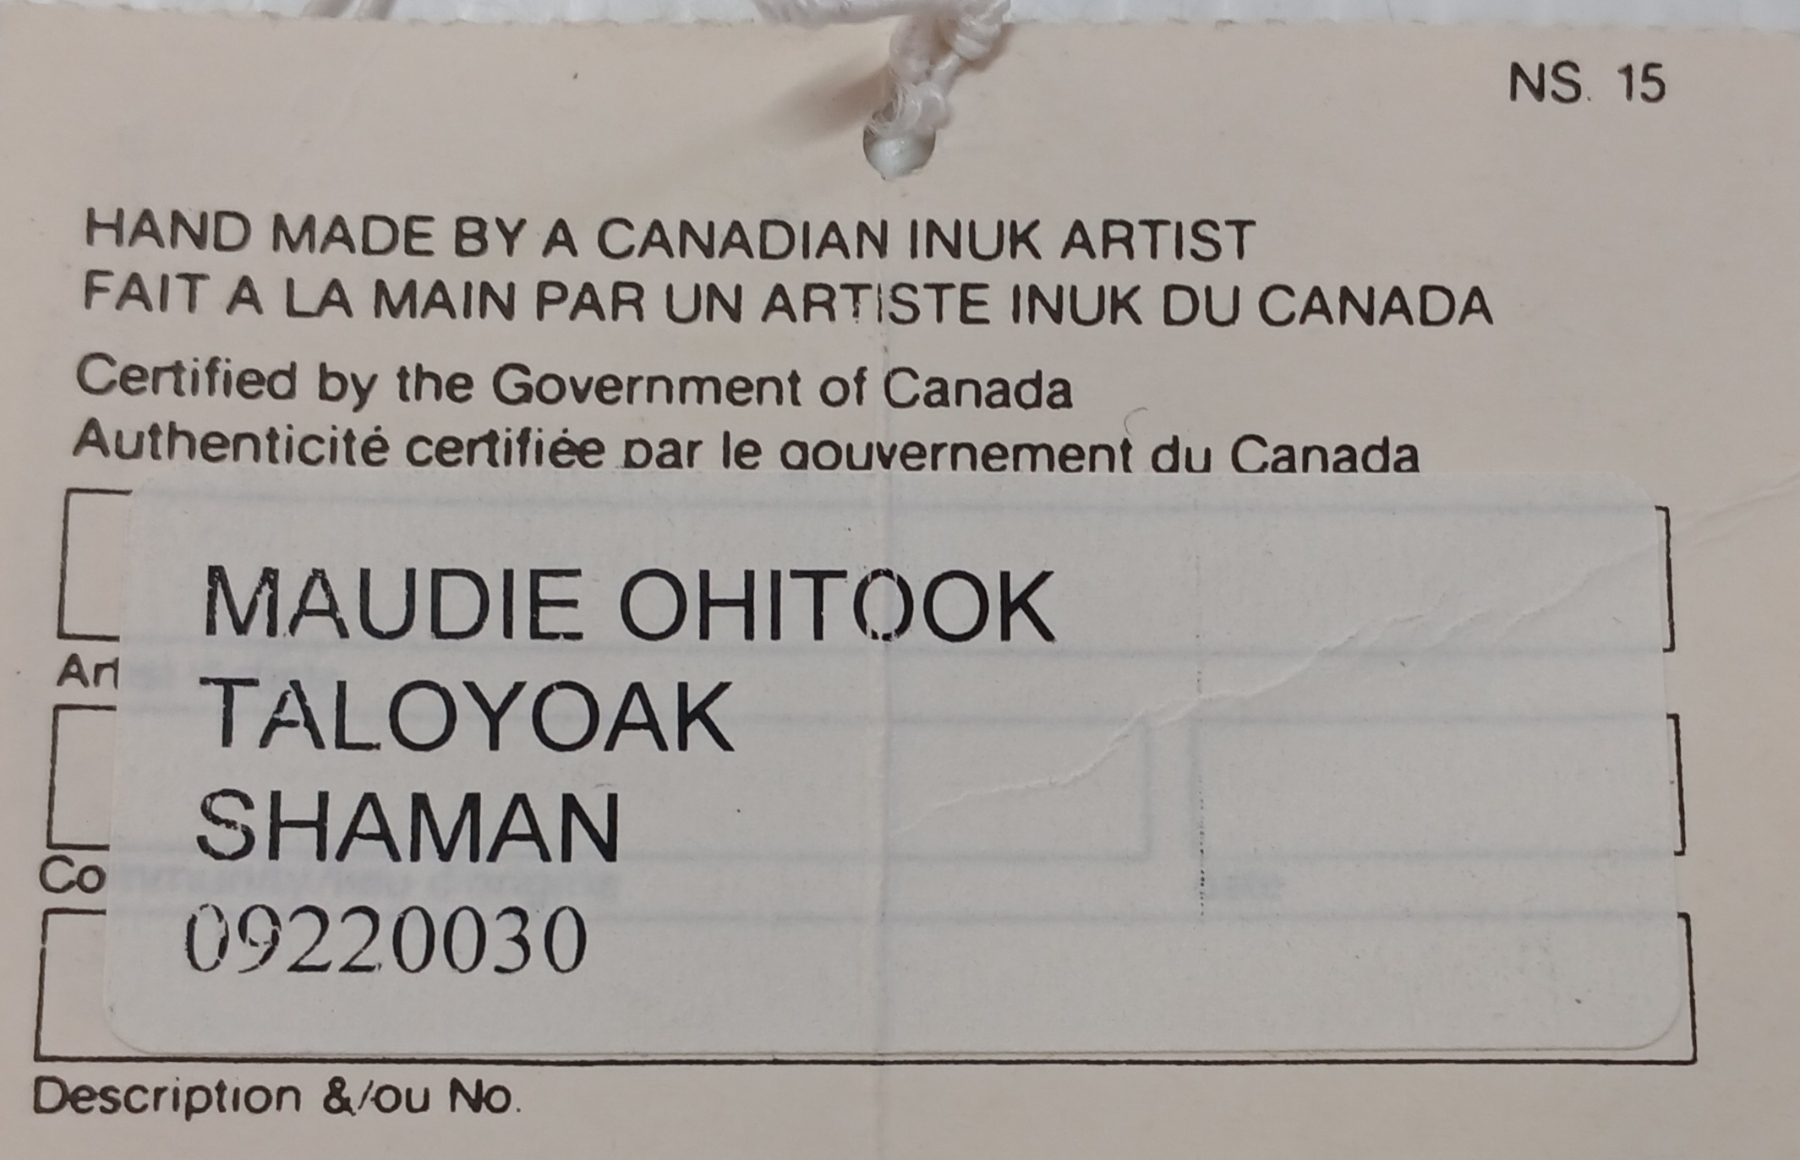 NS. 15
HAND MADE BY A CANADIAN INUK ARTIST
FAIT A LA MAIN PAR UN ARTISTE INUK DU CANADA
Certified by the Government of Canada
Authenticité certifiée par le gouvernement du Canada
MAUDIE OHITOOK
TALOYOAK
SHAMAN
09220030
Description &/ou No.